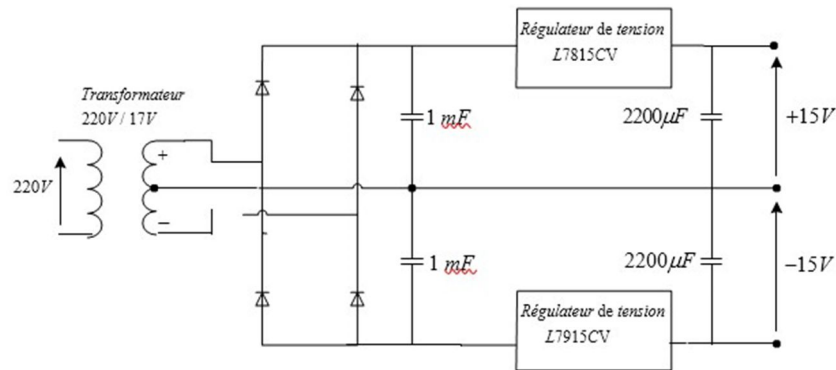 Régulateur de tension
L7815CV
Transformateur
220V / 17V
+
1 mF
2200μF
+15V
220V
−
1 mF
2200μF
−15V
Régulateur de tension
L7915CV